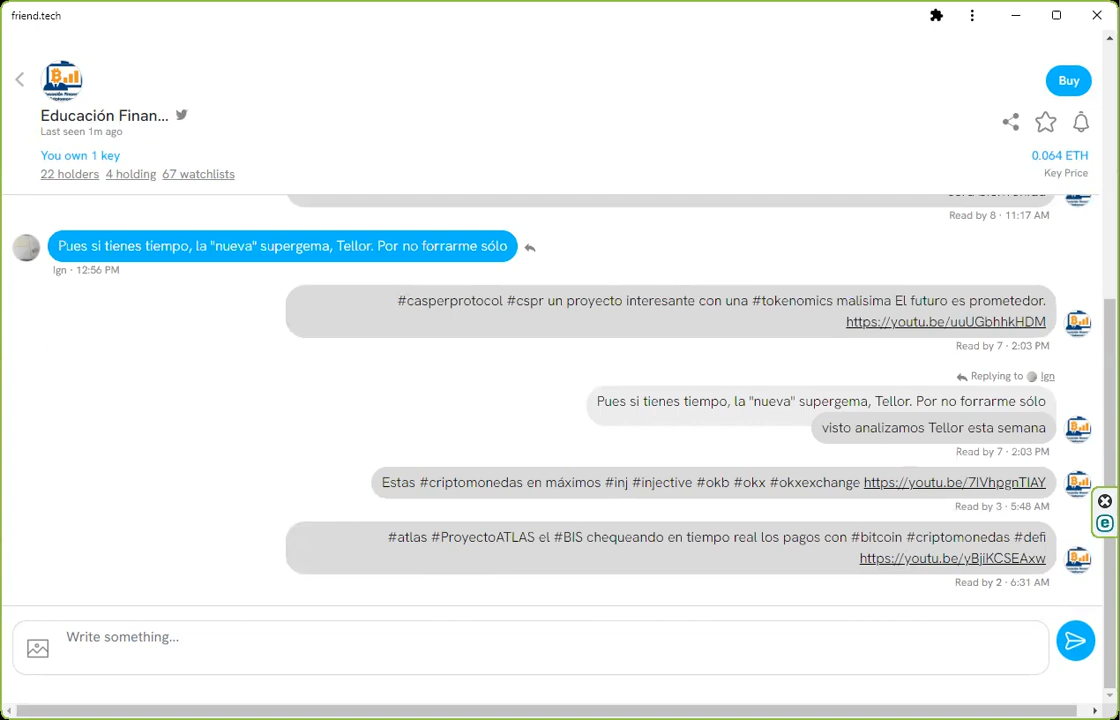 friend.tech
Buy
Educación Finan...
Last seen 1m ago
You own 1 key
0.064 ETH
22 holders 4 holding 67 watchlists
Key Price
Read by 8 · 11:17 AM
Pues si tienes tiempo, la "nueva" supergema, Tellor. Por no forrarme sólo
Ign · 12:56 PM
#casperprotocol #cspr un proyecto interesante con una #tokenomics malisima El futuro es prometedor.
https://youtu.be/uuUGbhhkHDM
Read by 7 · 2:03 PM
Replying to Ign
Pues si tienes tiempo, la "nueva" supergema, Tellor. Por no forrarme sólo
visto analizamos Tellor esta semana
Read by 7 · 2:03 PM
Estas #criptomonedas en máximos #inj #injective #okb #okx #okxexchange https://youtu.be/7lVhpgnTlAY
Read by 3 · 5:48 AM
#atlas #ProyectoATLAS el #BIS chequeando en tiempo real los pagos con #bitcoin #criptomonedas #defi
https://youtu.be/yBjiKCSEAxw
Read by 2 · 6:31 AM
Write something...